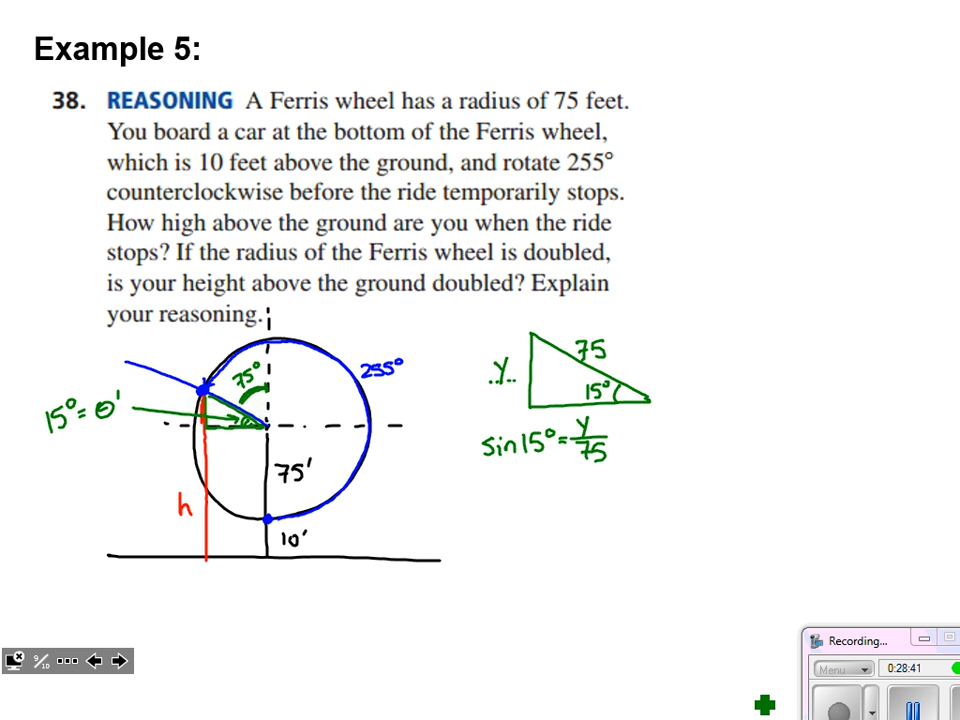 Example 5:
38. REASONING A Ferris wheel has a radius of 75 feet.
You board a car at the bottom of the Ferris wheel,
which is 10 feet above the ground, and rotate 255°
counterclockwise before the ride temporarily stops.
How high above the ground are you when the ride
stops? If the radius of the Ferris wheel is doubled,
is your height above the ground doubled? Explain
your reasoning.
75°
255°
15° = θ'
75'
h
10'
y
75
15°
sin 15° = y/75
9/10
Recording...
Menu
0:28:41